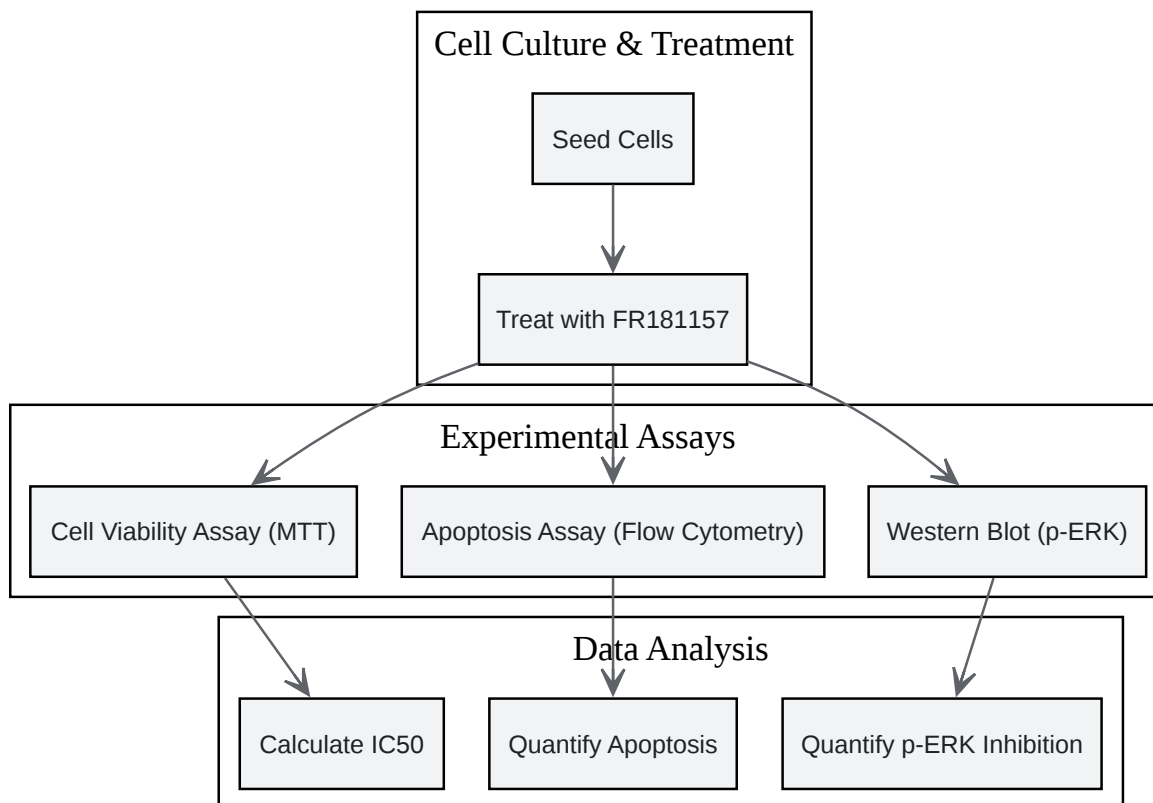 Cell Culture & Treatment
Seed Cells
Treat with FR181157
Experimental Assays
Cell Viability Assay (MTT)
Apoptosis Assay (Flow Cytometry)
Western Blot (p-ERK)
Data Analysis
Calculate IC50
Quantify Apoptosis
Quantify p-ERK Inhibition